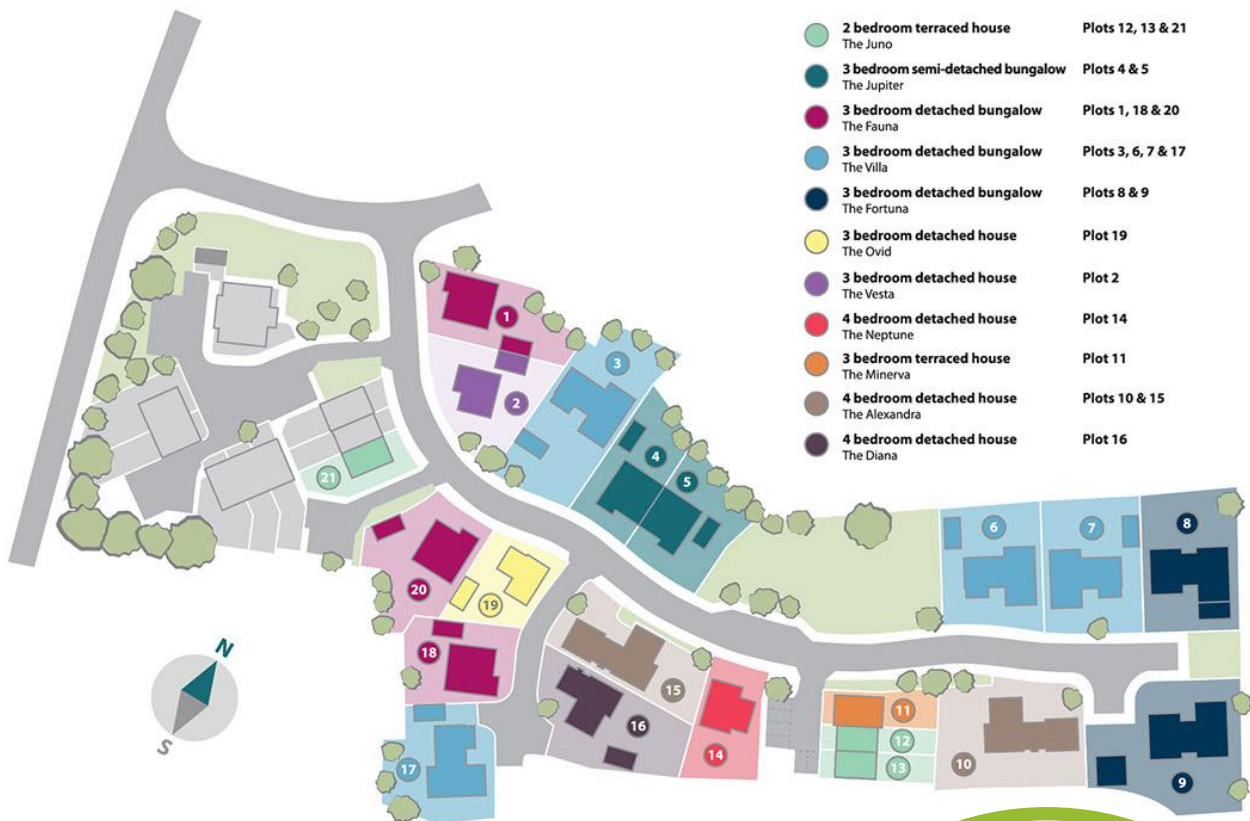 2 bedroom terraced house Plots 12, 13 & 21
The Juno
3 bedroom semi-detached bungalow Plots 4 & 5
The Jupiter
3 bedroom detached bungalow Plots 1, 18 & 20
The Fauna
3 bedroom detached bungalow Plots 3, 6, 7 & 17
The Villa
3 bedroom detached bungalow Plots 8 & 9
The Fortuna
3 bedroom detached house Plot 19
The Ovid
3 bedroom detached house Plot 2
The Vesta
4 bedroom detached house Plot 14
The Neptune
3 bedroom terraced house Plot 11
The Minerva
4 bedroom detached house Plots 10 & 15
The Alexandra
4 bedroom detached house Plot 16
The Diana
1
2
3
4
5
21
6
7
8
20
19
18
15
16
14
17
11
12
13
10
9
N
S